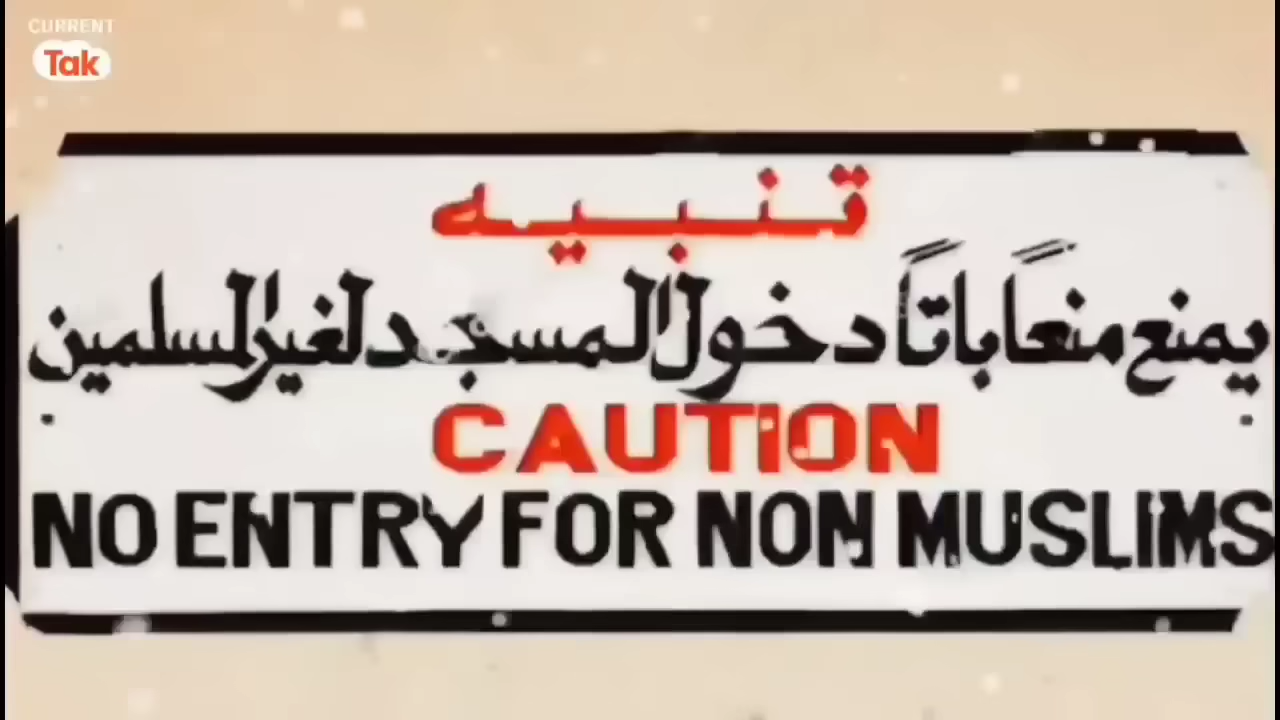 CURRENT
Tak
تنبيه
يمنع منعاً باتاً دخول المسجد لغير المسلمين
CAUTION
NO ENTRY FOR NON MUSLIMS